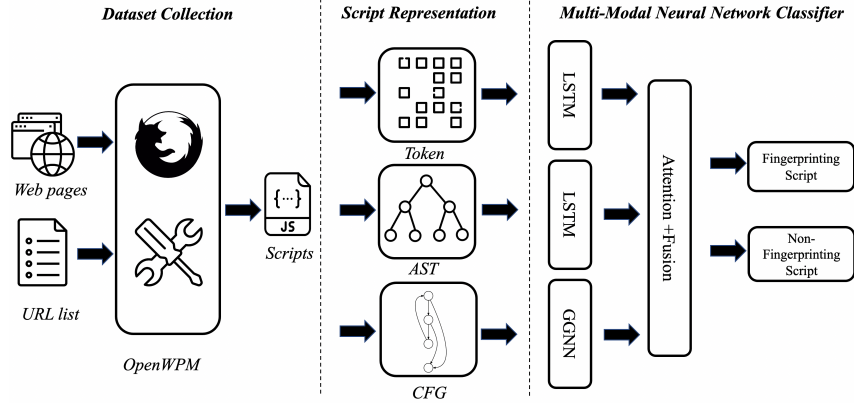 Dataset Collection
Script Representation
Multi-Modal Neural Network Classifier
Web pages
URL list
OpenWPM
{...}
JS
Scripts
Token
AST
CFG
LSTM
LSTM
GGNN
Attention +Fusion
Fingerprinting
Script
Non-
Fingerprinting
Script